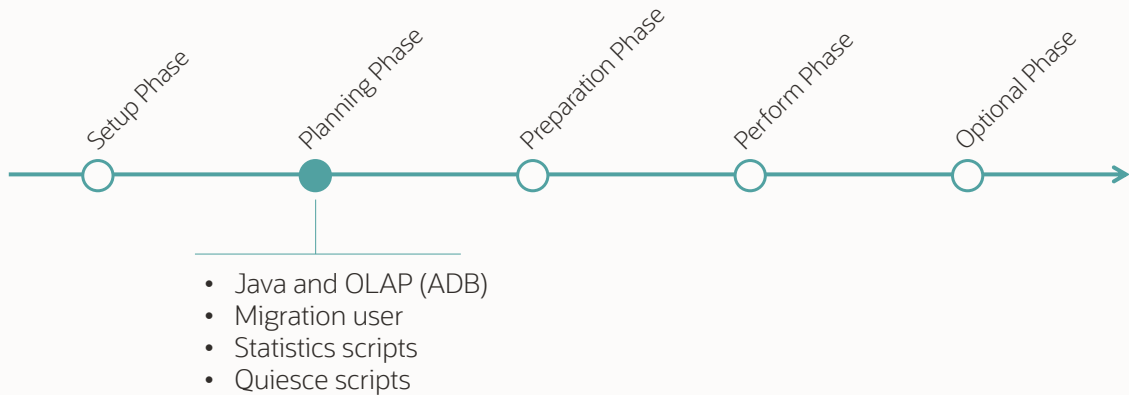 Setup Phase
Planning Phase
Preparation Phase
Perform Phase
Optional Phase
• Java and OLAP (ADB)
• Migration user
• Statistics scripts
• Quiesce scripts